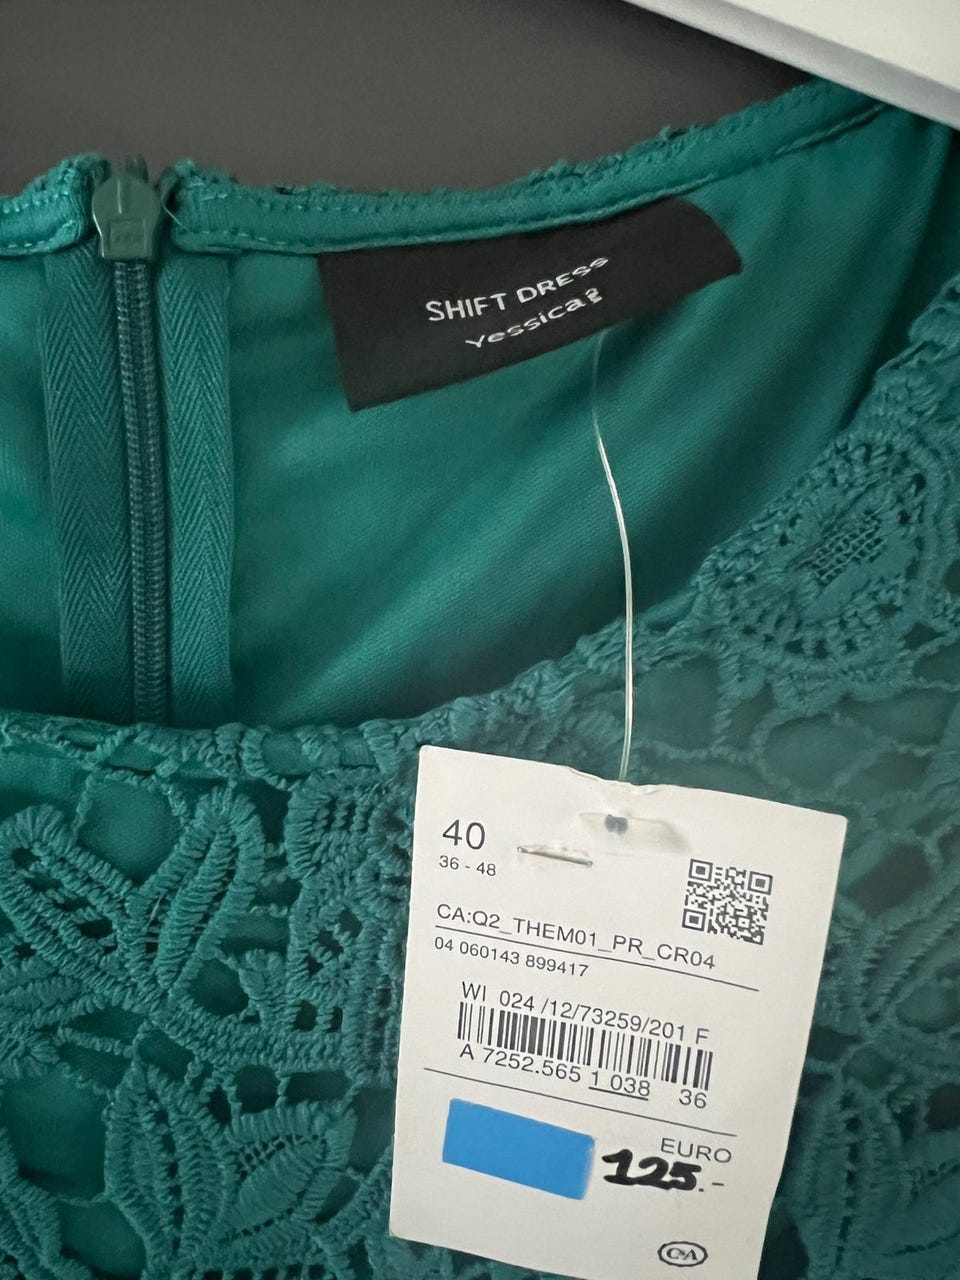 SHIFT DRESS
Yessica
40
36 - 48
CA:Q2_THEM01_PR_CR04
04 060143 899417
WI 024 /12/73259/201 F
A 7252.565 1 038 36
EURO
125.-
C&A